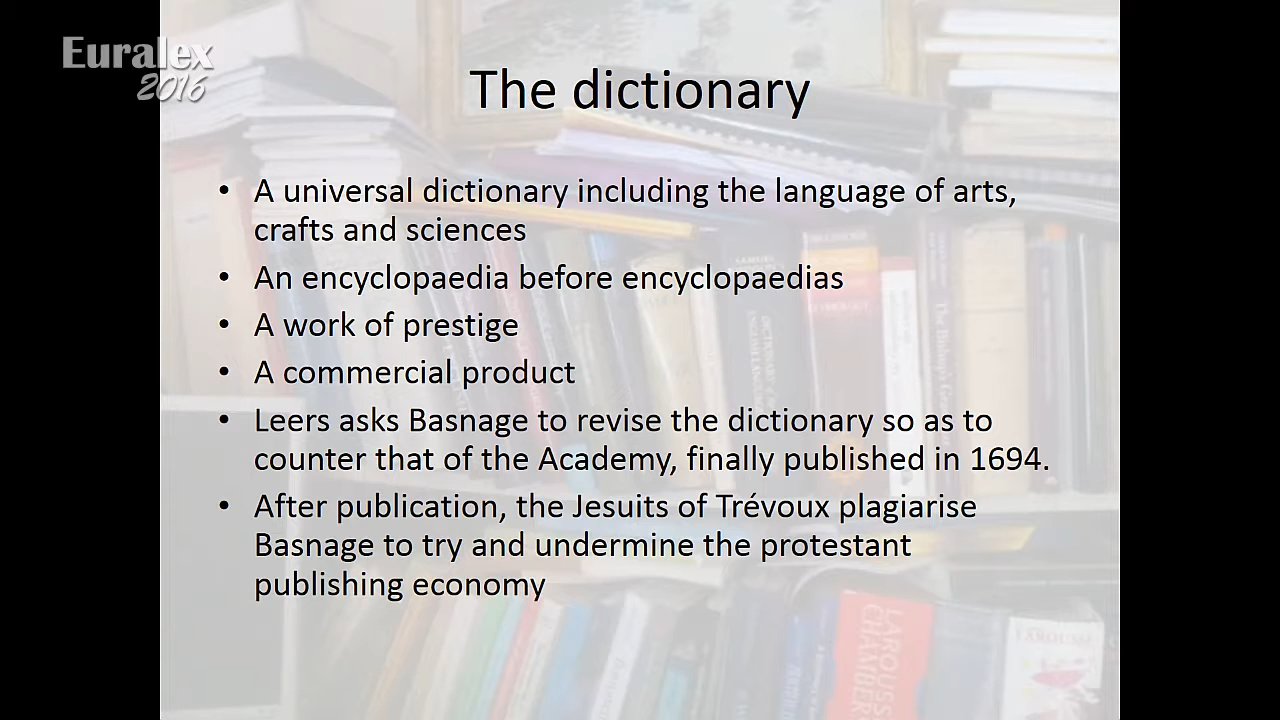 Euralex
2016
The dictionary
• A universal dictionary including the language of arts,
crafts and sciences
• An encyclopaedia before encyclopaedias
• A work of prestige
• A commercial product
• Leers asks Basnage to revise the dictionary so as to
counter that of the Academy, finally published in 1694.
• After publication, the Jesuits of Trévoux plagiarise
Basnage to try and undermine the protestant
publishing economy
LAROUSSE
CHAMBERS
LAROUSSE